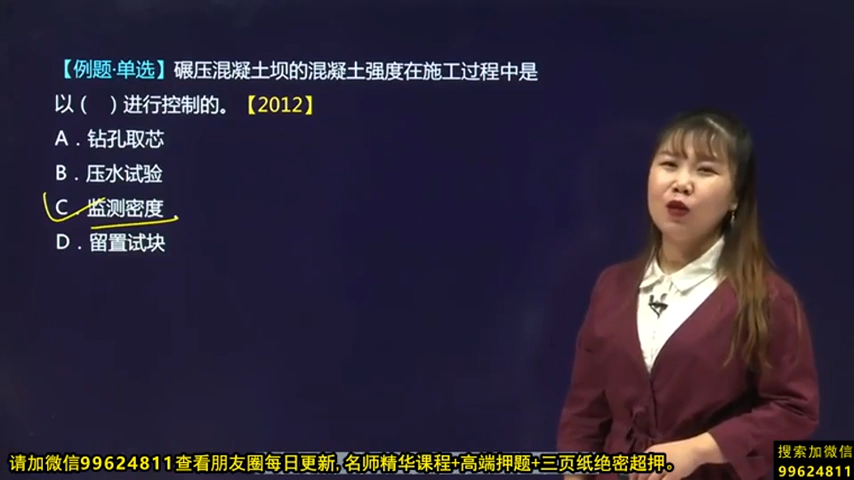 【例题·单选】碾压混凝土坝的混凝土强度在施工过程中是
以（　）进行控制的。【2012】
A．钻孔取芯
B．压水试验
C．监测密度
D．留置试块
请加微信99624811查看朋友圈每日更新,名师精华课程+高端押题+三页纸绝密超押。
搜索加微信
99624811